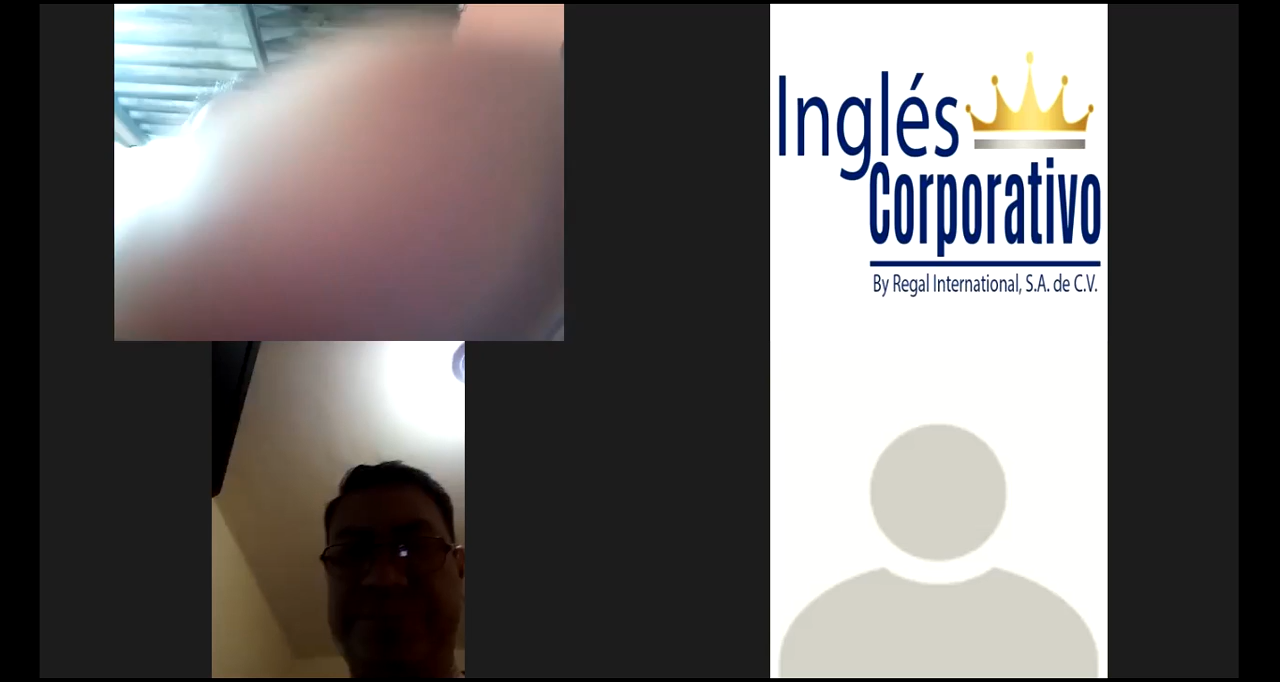 Inglés
Corporativo
By Regal International, S.A. de C.V.